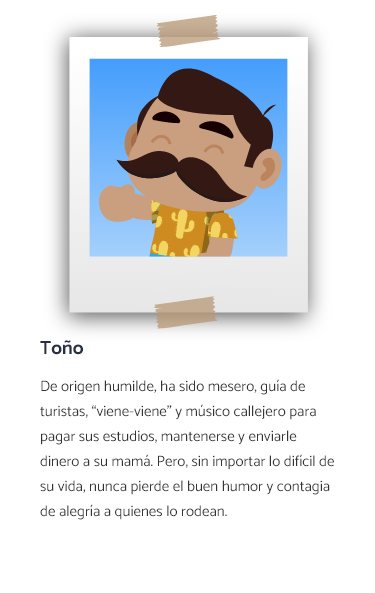 Toño
De origen humilde, ha sido mesero, guía de
turistas, “viene-viene” y músico callejero para
pagar sus estudios, mantenerse y enviarle
dinero a su mamá. Pero, sin importar lo difícil de
su vida, nunca pierde el buen humor y contagia
de alegría a quienes lo rodean.